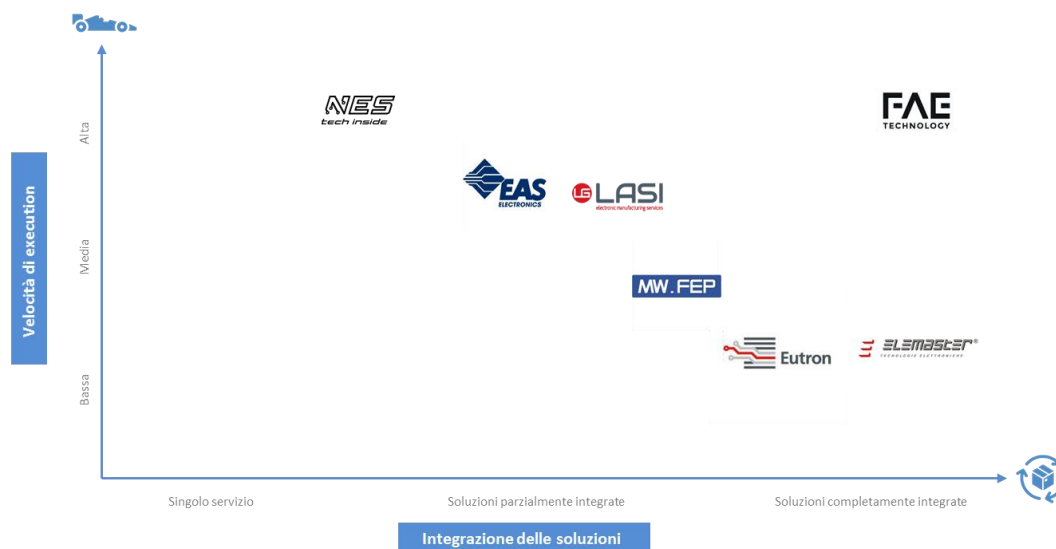 NES
tech inside
FAE
TECHNOLOGY
Alta
EAS
ELECTRONICS
LG LASI
electronic manufacturing services
Velocità di execution
Media
MW.FEP
Eutron
ELEMASTER®
TECNOLOGIE ELETTRONICHE
Bassa
Singolo servizio
Soluzioni parzialmente integrate
Soluzioni completamente integrate
Integrazione delle soluzioni